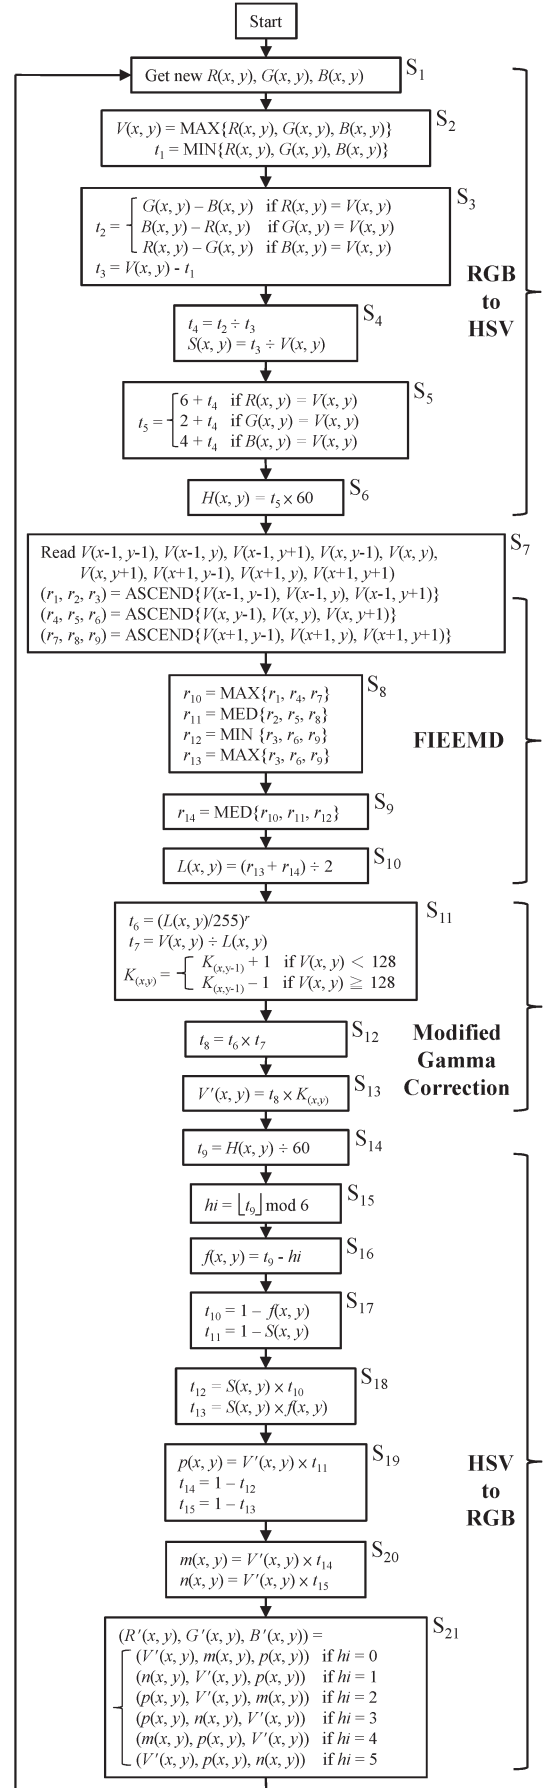 Start
Get new R(x, y), G(x, y), B(x, y)
S1
V(x, y) = MAX{R(x, y), G(x, y), B(x, y)}
t1 = MIN{R(x, y), G(x, y), B(x, y)}
S2
G(x, y) – B(x, y) if R(x, y) = V(x, y)
t2 = B(x, y) – R(x, y) if G(x, y) = V(x, y)
R(x, y) – G(x, y) if B(x, y) = V(x, y)
t3 = V(x, y) - t1
S3
t4 = t2 ÷ t3
S(x, y) = t3 ÷ V(x, y)
S4
6 + t4 if R(x, y) = V(x, y)
t5 = 2 + t4 if G(x, y) = V(x, y)
4 + t4 if B(x, y) = V(x, y)
S5
H(x, y) = t5 × 60
S6
RGB
to
HSV
Read V(x-1, y-1), V(x-1, y), V(x-1, y+1), V(x, y-1), V(x, y),
V(x, y+1), V(x+1, y-1), V(x+1, y), V(x+1, y+1)
(r1, r2, r3) = ASCEND{V(x-1, y-1), V(x-1, y), V(x-1, y+1)}
(r4, r5, r6) = ASCEND{V(x, y-1), V(x, y), V(x, y+1)}
(r7, r8, r9) = ASCEND{V(x+1, y-1), V(x+1, y), V(x+1, y+1)}
S7
r10 = MAX{r1, r4, r7}
r11 = MED{r2, r5, r8}
r12 = MIN {r3, r6, r9}
r13 = MAX{r3, r6, r9}
S8
r14 = MED{r10, r11, r12}
S9
L(x, y) = (r13 + r14) ÷ 2
S10
FIEEMD
t6 = (L(x, y)/255)r
t7 = V(x, y) ÷ L(x, y)
K(x,y) = K(x,y-1) + 1 if V(x, y) < 128
K(x,y-1) – 1 if V(x, y) ≧ 128
S11
t8 = t6 × t7
S12
V′(x, y) = t8 × K(x,y)
S13
Modified
Gamma
Correction
t9 = H(x, y) ÷ 60
S14
hi = ⌊t9⌋ mod 6
S15
f(x, y) = t9 - hi
S16
t10 = 1 – f(x, y)
t11 = 1 – S(x, y)
S17
t12 = S(x, y) × t10
t13 = S(x, y) × f(x, y)
S18
p(x, y) = V′(x, y) × t11
t14 = 1 – t12
t15 = 1 – t13
S19
m(x, y) = V′(x, y) × t14
n(x, y) = V′(x, y) × t15
S20
(R′(x, y), G′(x, y), B′(x, y)) =
(V′(x, y), m(x, y), p(x, y)) if hi = 0
(n(x, y), V′(x, y), p(x, y)) if hi = 1
(p(x, y), V′(x, y), m(x, y)) if hi = 2
(p(x, y), n(x, y), V′(x, y)) if hi = 3
(m(x, y), p(x, y), V′(x, y)) if hi = 4
(V′(x, y), p(x, y), n(x, y)) if hi = 5
S21
HSV
to
RGB